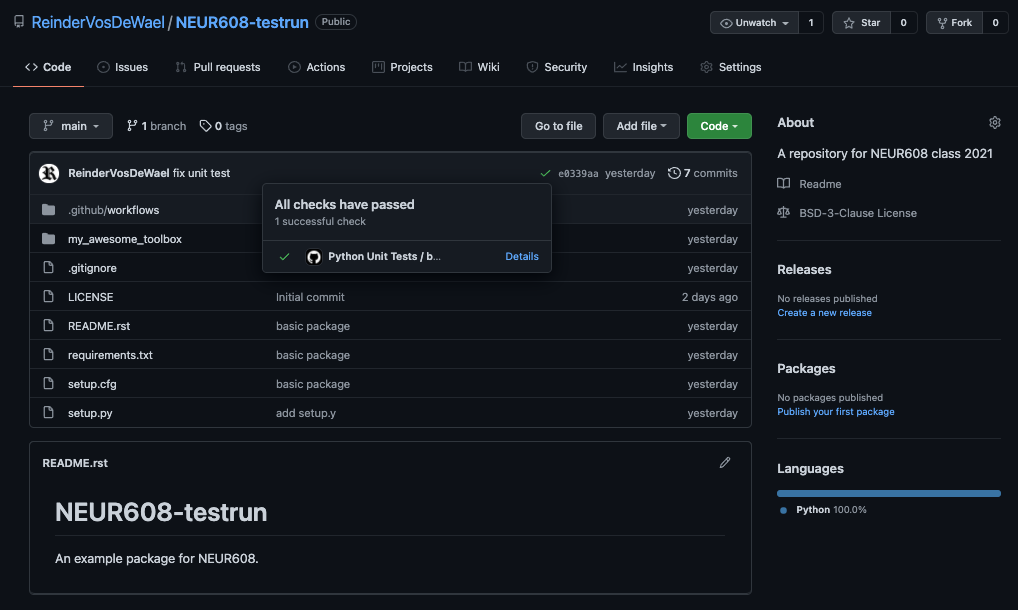 ReinderVosDeWael / NEUR608-testrun Public Unwatch 1 Star 0 Fork 0
Code Issues Pull requests Actions Projects Wiki Security Insights Settings
main 1 branch 0 tags Go to file Add file Code
ReinderVosDeWael fix unit test e0339aa yesterday 7 commits
All checks have passed
1 successful check
Python Unit Tests / b... Details
.github/workflows yesterday
my_awesome_toolbox yesterday
.gitignore yesterday
LICENSE Initial commit 2 days ago
README.rst basic package yesterday
requirements.txt basic package yesterday
setup.cfg basic package yesterday
setup.py add setup.y yesterday
README.rst
NEUR608-testrun
An example package for NEUR608.
About
A repository for NEUR608 class 2021
Readme
BSD-3-Clause License
Releases
No releases published
Create a new release
Packages
No packages published
Publish your first package
Languages
Python 100.0%